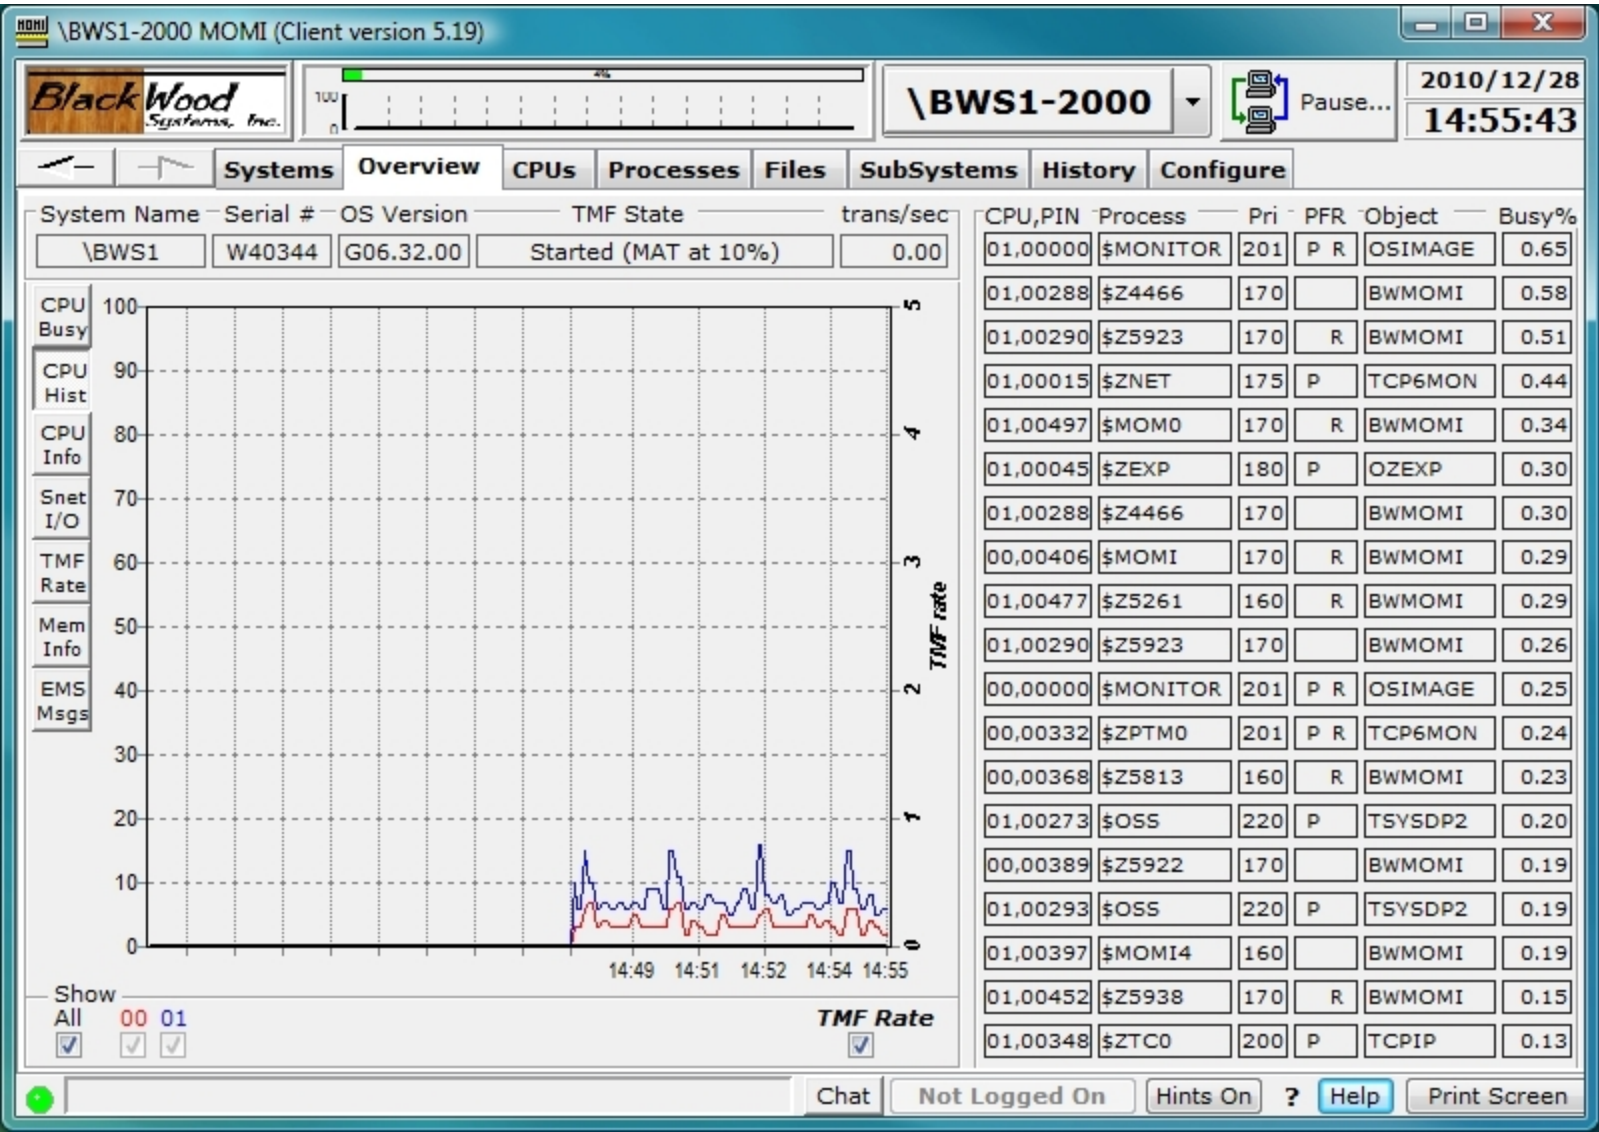 MOMI \BWS1-2000 MOMI (Client version 5.19)
BlackWood
Systems, Inc.
4%
100
0
\BWS1-2000
Pause...
2010/12/28
14:55:43
Systems Overview CPUs Processes Files SubSystems History Configure
System Name Serial # OS Version TMF State trans/sec
\BWS1 W40344 G06.32.00 Started (MAT at 10%) 0.00
CPU Busy
CPU Hist
CPU Info
Snet I/O
TMF Rate
Mem Info
EMS Msgs
100
90
80
70
60
50
40
30
20
10
0
5
4
3
2
1
0
TMF rate
14:49 14:51 14:52 14:54 14:55
Show
All 00 01
TMF Rate
CPU,PIN Process Pri PFR Object Busy%
01,00000 $MONITOR 201 P R OSIMAGE 0.65
01,00288 $Z4466 170 BWMOMI 0.58
01,00290 $Z5923 170 R BWMOMI 0.51
01,00015 $ZNET 175 P TCP6MON 0.44
01,00497 $MOM0 170 R BWMOMI 0.34
01,00045 $ZEXP 180 P OZEXP 0.30
01,00288 $Z4466 170 BWMOMI 0.30
00,00406 $MOMI 170 R BWMOMI 0.29
01,00477 $Z5261 160 R BWMOMI 0.29
01,00290 $Z5923 170 BWMOMI 0.26
00,00000 $MONITOR 201 P R OSIMAGE 0.25
00,00332 $ZPTM0 201 P R TCP6MON 0.24
00,00368 $Z5813 160 R BWMOMI 0.23
01,00273 $OSS 220 P TSYSDP2 0.20
00,00389 $Z5922 170 BWMOMI 0.19
01,00293 $OSS 220 P TSYSDP2 0.19
01,00397 $MOMI4 160 BWMOMI 0.19
01,00452 $Z5938 170 R BWMOMI 0.15
01,00348 $ZTC0 200 P TCPIP 0.13
Chat Not Logged On Hints On ? Help Print Screen